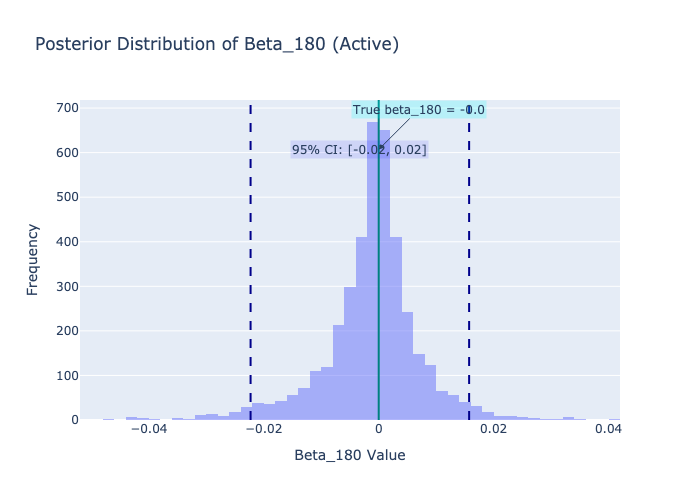 Posterior Distribution of Beta_180 (Active)
700
600
500
400
300
200
100
0
Frequency
True beta_180 = -0.0
95% CI: [-0.02, 0.02]
−0.04
−0.02
0
0.02
0.04
Beta_180 Value